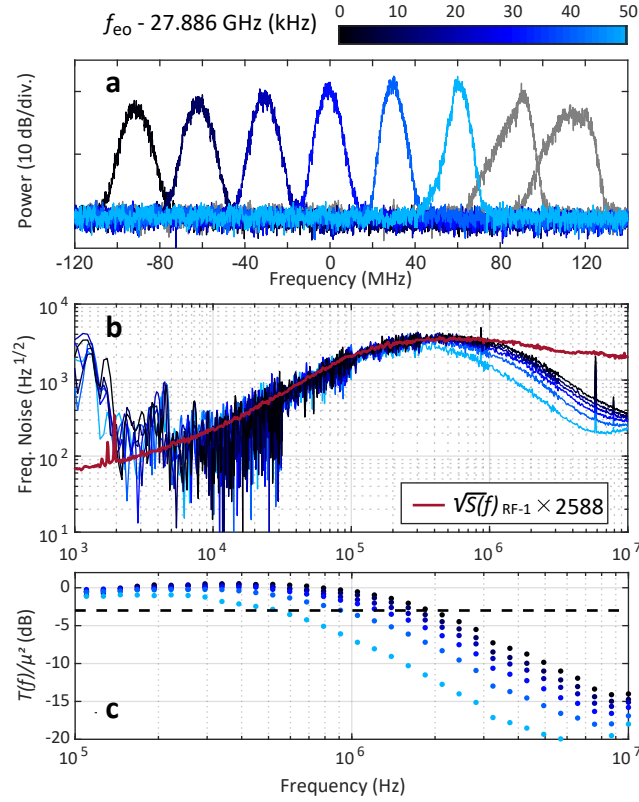 f_eo - 27.886 GHz (kHz)
0 10 20 30 40 50
a
Power (10 dB/div.)
-120 -80 -40 0 40 80 120
Frequency (MHz)
b
Freq. Noise (Hz^1/2)
10^4
10^3
10^2
10^1
√S(f) RF-1 × 2588
10^3 10^4 10^5 10^6 10^7
c
T(f)/μ² (dB)
0
-5
-10
-15
-20
10^5 10^6 10^7
Frequency (Hz)